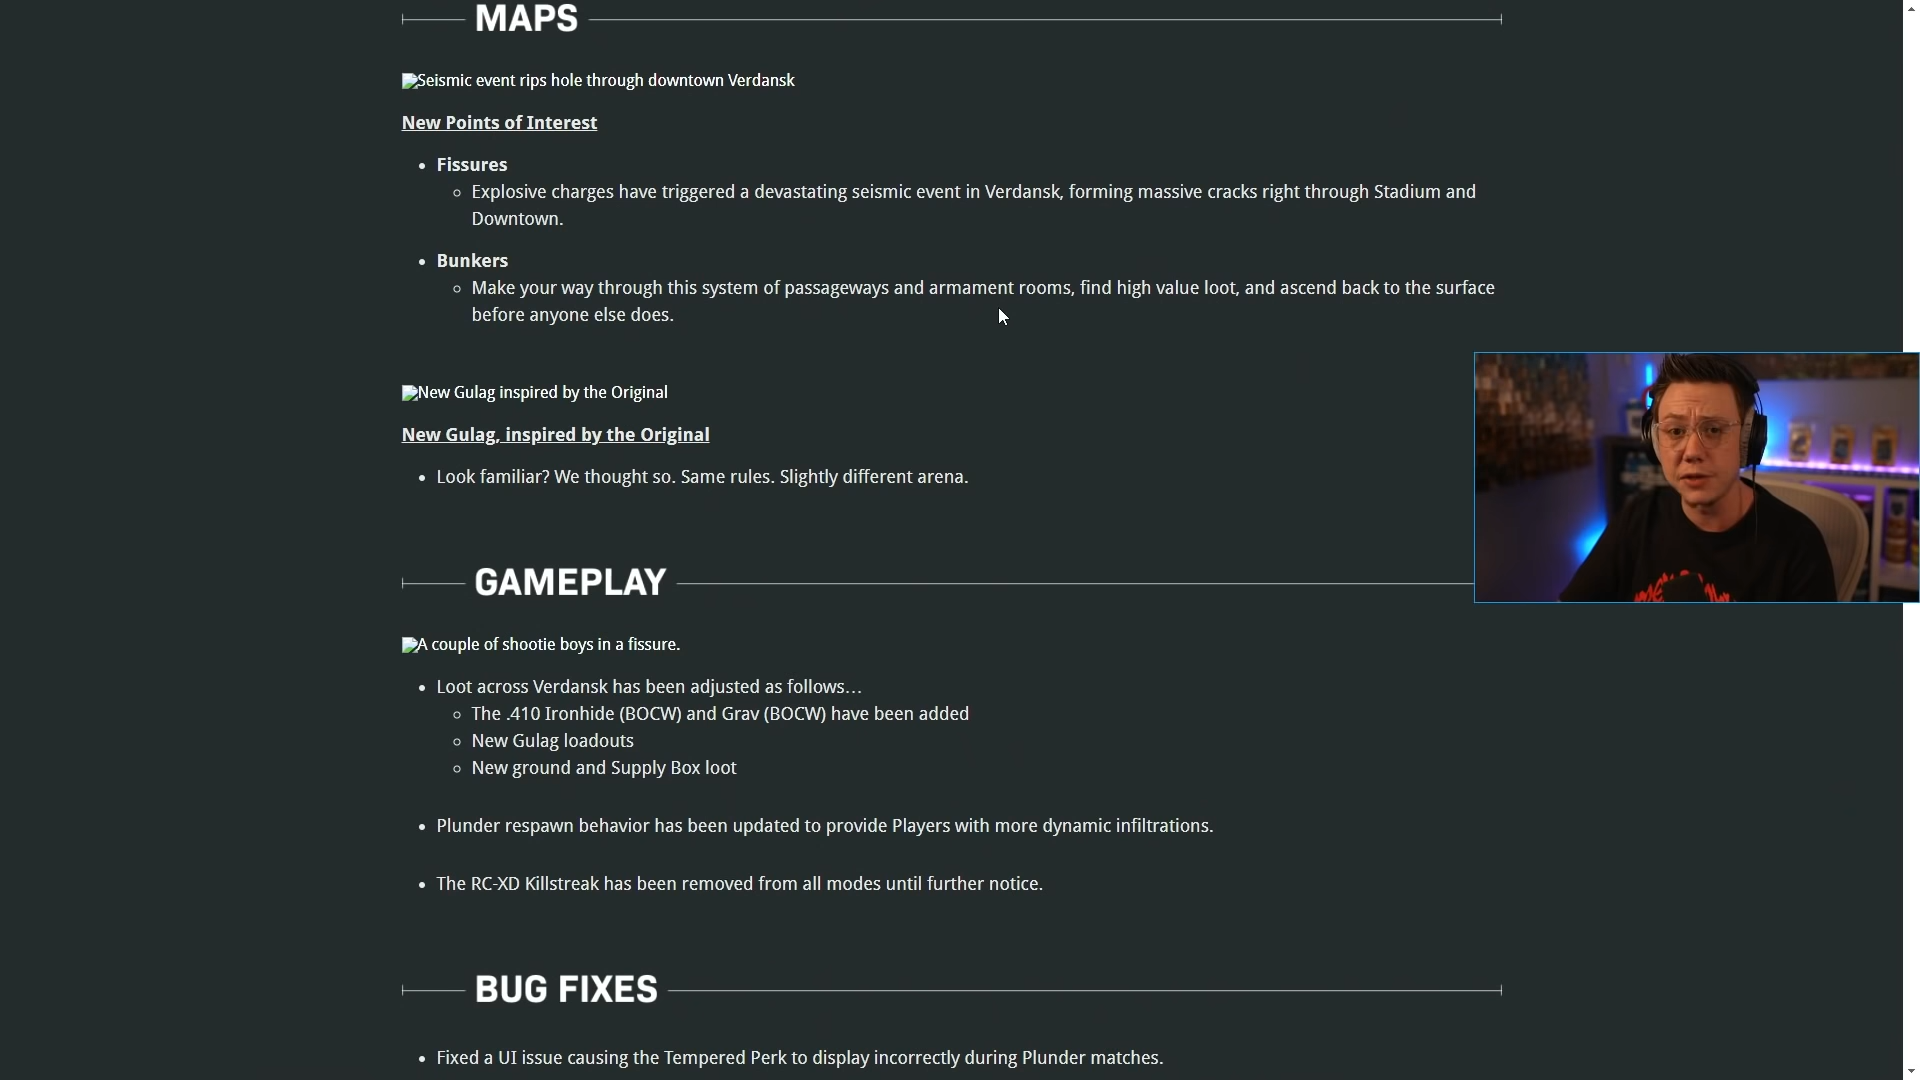 MAPS
Seismic event rips hole through downtown Verdansk
New Points of Interest
• Fissures
◦ Explosive charges have triggered a devastating seismic event in Verdansk, forming massive cracks right through Stadium and
Downtown.
• Bunkers
◦ Make your way through this system of passageways and armament rooms, find high value loot, and ascend back to the surface
before anyone else does.
New Gulag inspired by the Original
New Gulag, inspired by the Original
• Look familiar? We thought so. Same rules. Slightly different arena.
GAMEPLAY
A couple of shootie boys in a fissure.
• Loot across Verdansk has been adjusted as follows…
◦ The .410 Ironhide (BOCW) and Grav (BOCW) have been added
◦ New Gulag loadouts
◦ New ground and Supply Box loot
• Plunder respawn behavior has been updated to provide Players with more dynamic infiltrations.
• The RC-XD Killstreak has been removed from all modes until further notice.
BUG FIXES
• Fixed a UI issue causing the Tempered Perk to display incorrectly during Plunder matches.